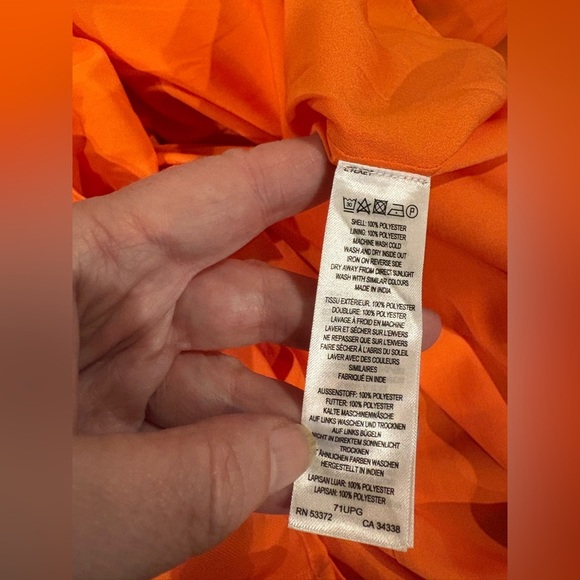 30
P
SHELL: 100% POLYESTER
LINING: 100% POLYESTER
MACHINE WASH COLD
WASH AND DRY INSIDE OUT
IRON ON REVERSE SIDE
DRY AWAY FROM DIRECT SUNLIGHT
WASH WITH SIMILAR COLOURS
MADE IN INDIA
TISSU EXTÉRIEUR: 100% POLYESTER
DOUBLURE: 100% POLYESTER
LAVAGE À FROID EN MACHINE
LAVER ET SÉCHER SUR L'ENVERS
NE REPASSER QUE SUR L'ENVERS
FAIRE SÉCHER À L'ABRIS DU SOLEIL
LAVER AVEC DES COULEURS
SIMILAIRES
FABRIQUÉ EN INDE
AUSSENSTOFF: 100% POLYESTER
FUTTER: 100% POLYESTER
KALTE MASCHINENWÄSCHE
AUF LINKS WASCHEN UND TROCKNEN
AUF LINKS BÜGELN
NICHT IN DIREKTEM SONNENLICHT
TROCKNEN
ÄHNLICHEN FARBEN WASCHEN
HERGESTELLT IN INDIEN
LAPISAN LUAR: 100% POLYESTER
LAPISAN: 100% POLYESTER
71UPG
RN 53372 CA 34338